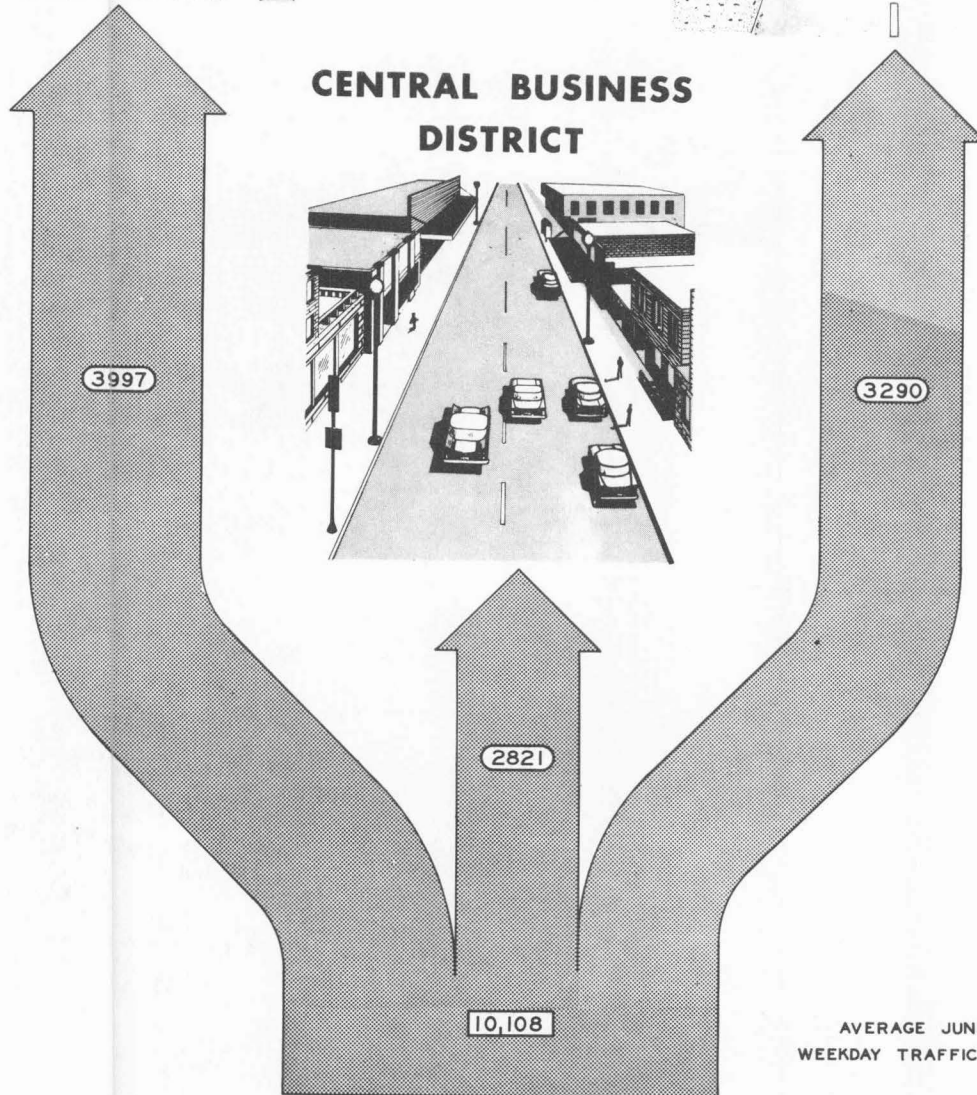 CENTRAL BUSINESS
DISTRICT
3997
3290
2821
10,108
AVERAGE JUN
WEEKDAY TRAFFIC